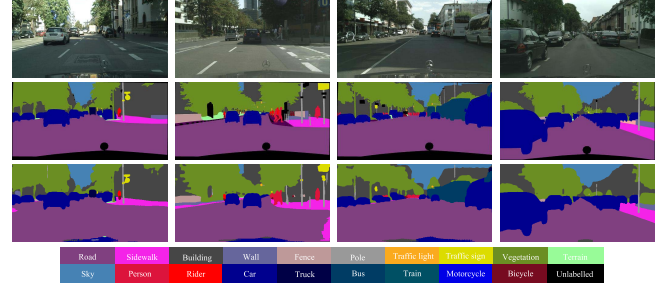 Road Sidewalk Building Wall Fence Pole Traffic light Traffic sign Vegetation Terrain
Sky Person Rider Car Truck Bus Train Motorcycle Bicycle Unlabelled